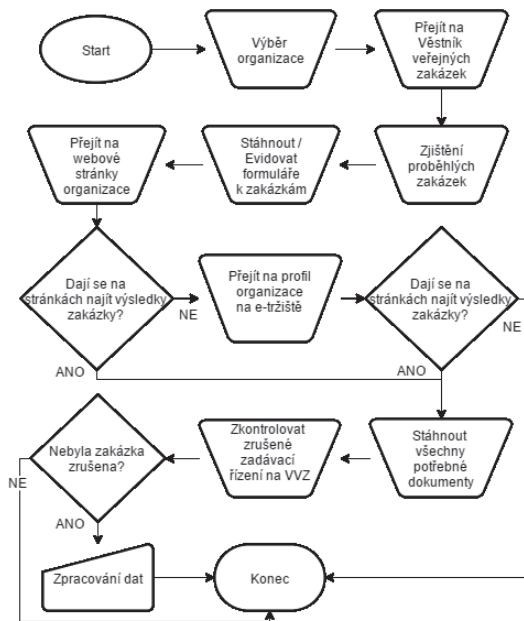 Start
Výběr
organizace
Přejít na
Věstník
veřejných
zakázek
Zjištění
proběhlých
zakázek
Stáhnout /
Evidovat
formuláře
k zakázkám
Přejít na
webové
stránky
organizace
Dají se na
stránkách najít výsledky
zakázky?
NE
Přejít na profil
organizace
na e-tržiště
Dají se na
stránkách najít výsledky
zakázky?
NE
ANO
ANO
Stáhnout
všechny
potřebné
dokumenty
Zkontrolovat
zrušené
zadávací
řízení na VVZ
Nebyla zakázka
zrušena?
NE
ANO
Zpracování dat
Konec